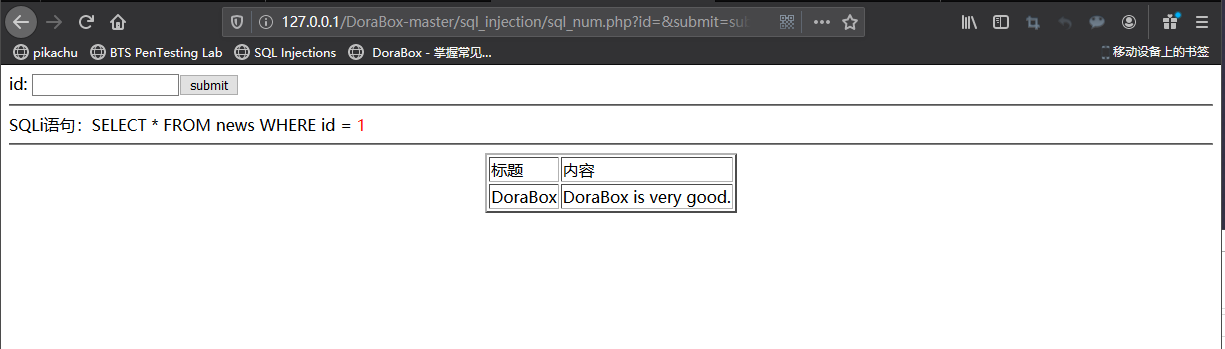 127.0.0.1/DoraBox-master/sql_injection/sql_num.php?id=&submit=su
pikachu BTS PenTesting Lab SQL Injections DoraBox - 掌握常见... 移动设备上的书签
id: submit
SQLi语句：SELECT * FROM news WHERE id = 1
标题 内容
DoraBox DoraBox is very good.